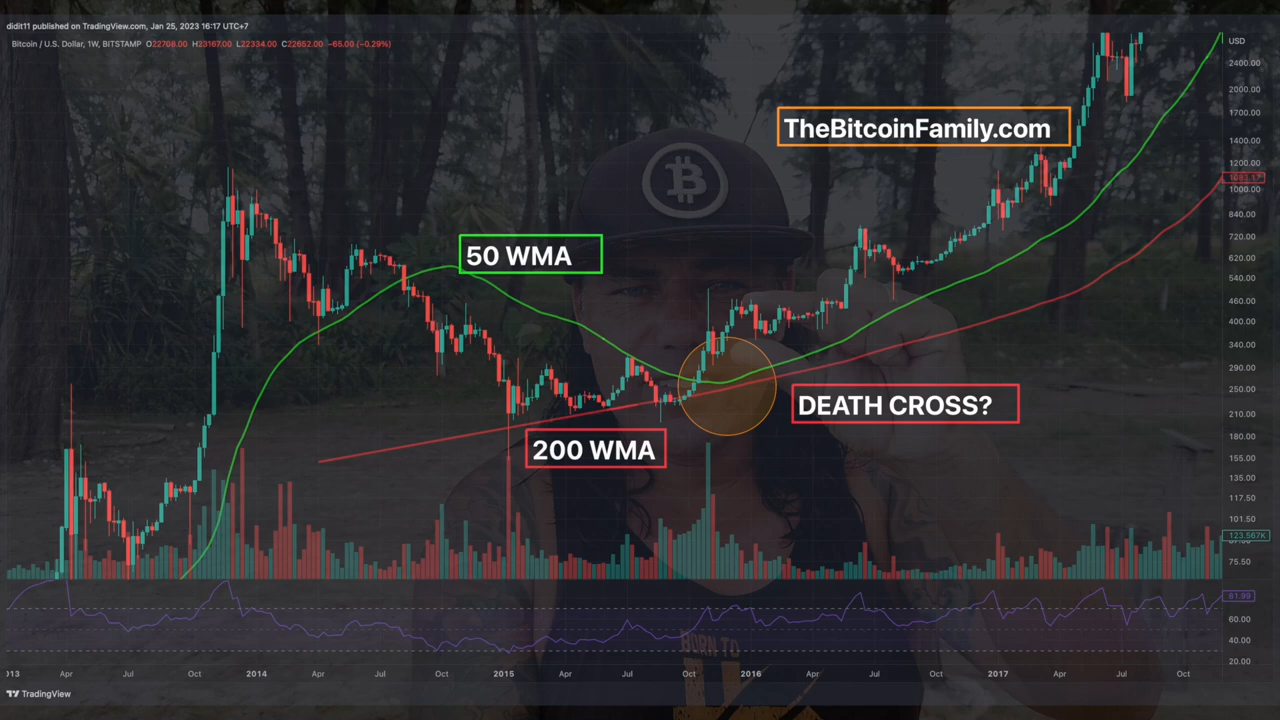 didit11 published on TradingView.com, Jan 25, 2023 16:17 UTC+7
Bitcoin / U.S. Dollar, 1W, BITSTAMP O22708.00 H23167.00 L22334.00 C22652.00 −65.00 (−0.29%)
USD
2400.00
2000.00
1700.00
TheBitcoinFamily.com
1400.00
1200.00
1083.17
1000.00
840.00
720.00
50 WMA
620.00
540.00
460.00
400.00
340.00
290.00
250.00
DEATH CROSS?
210.00
180.00
200 WMA
155.00
135.00
117.50
101.50
123.567K
75.50
81.99
60.00
BORN TO
40.00
20.00
2013 Apr Jul Oct 2014 Apr Jul Oct 2015 Apr Jul Oct 2016 Apr Jul Oct 2017 Apr Jul Oct
TradingView